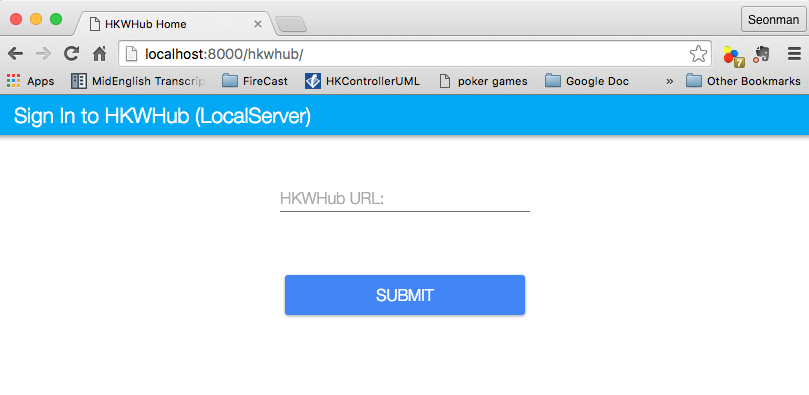 HKWHub Home
Seonman
localhost:8000/hkwhub/
7
Apps MidEnglish Transcrip FireCast HKControllerUML poker games Google Doc » Other Bookmarks
Sign In to HKWHub (LocalServer)
HKWHub URL:
SUBMIT